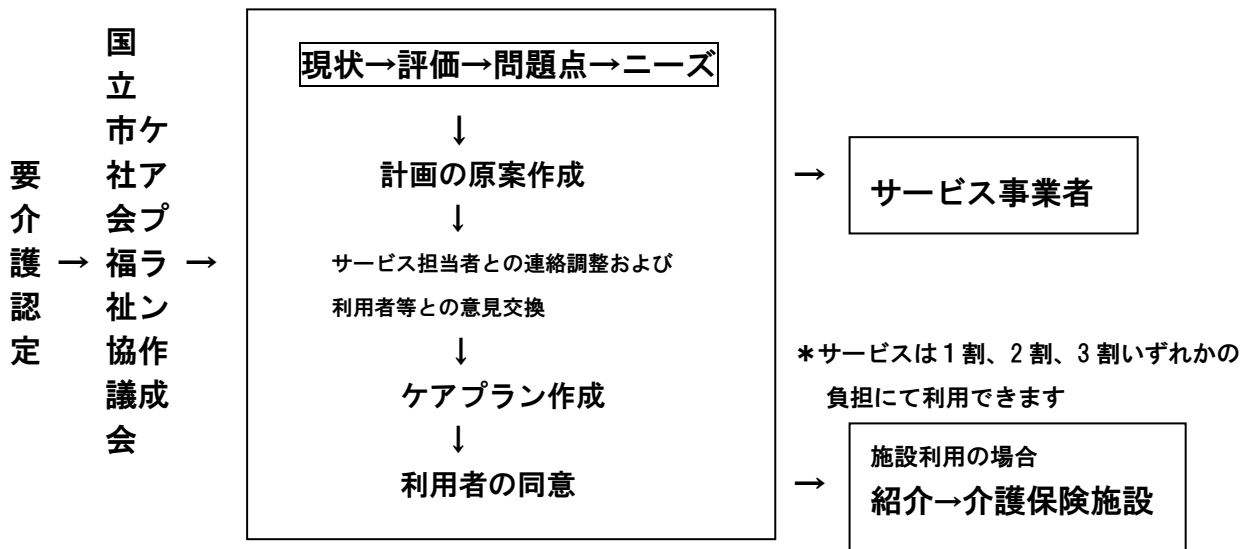 要介護認定
→
国立市社会福祉協議会
ケアプラン作成
→
現状→評価→問題点→ニーズ
↓
計画の原案作成
↓
サービス担当者との連絡調整および
利用者等との意見交換
↓
ケアプラン作成
↓
利用者の同意
→
サービス事業者
＊サービスは1割、2割、3割いずれかの
負担にて利用できます
→
施設利用の場合
紹介→介護保険施設